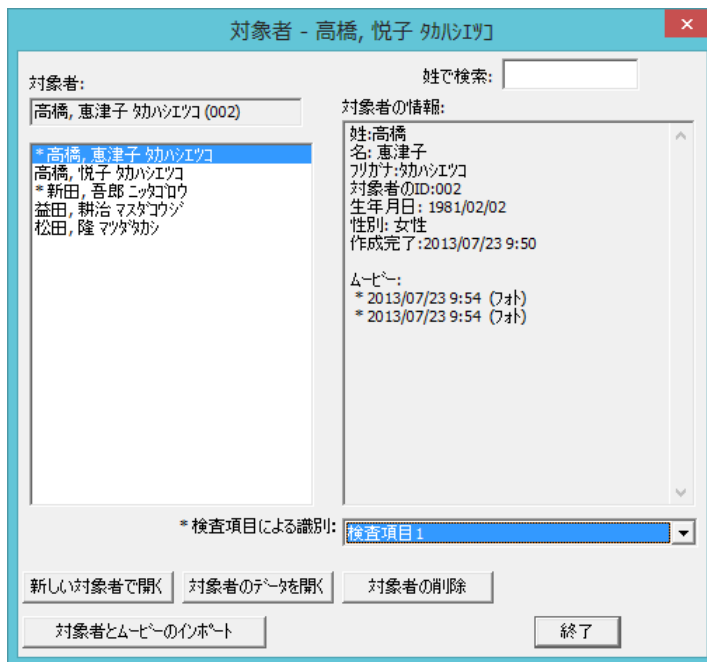 対象者 - 高橋, 悦子 ﾀｶﾊｼｴﾂｺ
対象者:
高橋, 恵津子 ﾀｶﾊｼｴﾂｺ (002)
* 高橋, 恵津子 ﾀｶﾊｼｴﾂｺ
高橋, 悦子 ﾀｶﾊｼｴﾂｺ
* 新田, 吾郎 ﾆｯﾀｺﾞﾛｳ
益田, 耕治 ﾏｽﾀﾞｺｳｼﾞ
松田, 隆 ﾏﾂﾀﾞﾀｶｼ
姓で検索:
対象者の情報:
姓:高橋
名: 恵津子
ﾌﾘｶﾞﾅ:ﾀｶﾊｼｴﾂｺ
対象者のID:002
生年月日: 1981/02/02
性別: 女性
作成完了:2013/07/23 9:50
ﾑｰﾋﾞｰ:
* 2013/07/23 9:54 (ﾌｫﾄ)
* 2013/07/23 9:54 (ﾌｫﾄ)
* 検査項目による識別:
検査項目1
新しい対象者で開く
対象者のﾃﾞｰﾀを開く
対象者の削除
対象者とﾑｰﾋﾞｰのｲﾝﾎﾟｰﾄ
終了